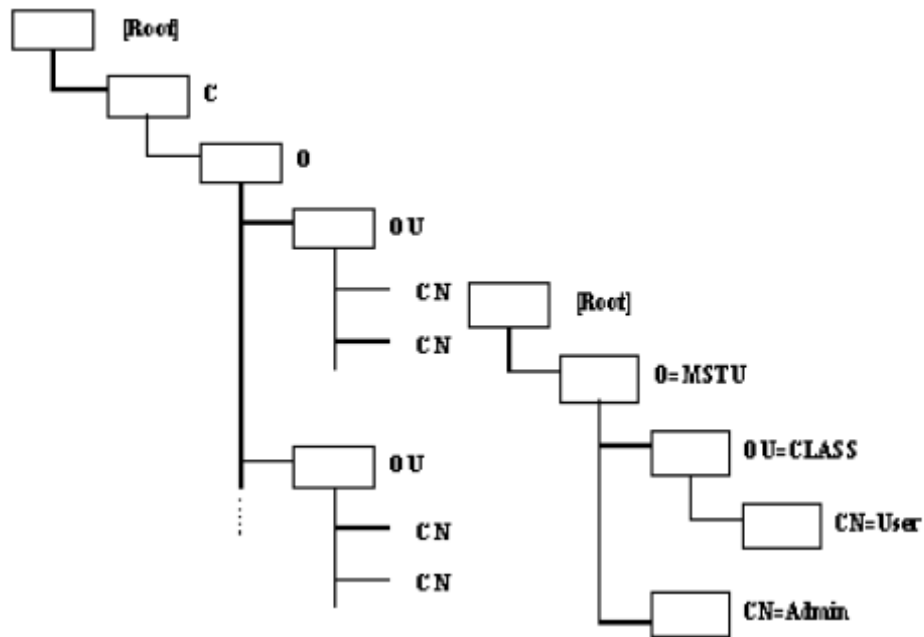 [Root]
C
O
OU
CN
CN
OU
CN
CN
[Root]
O=MSTU
OU=CLASS
CN=User
CN=Admin